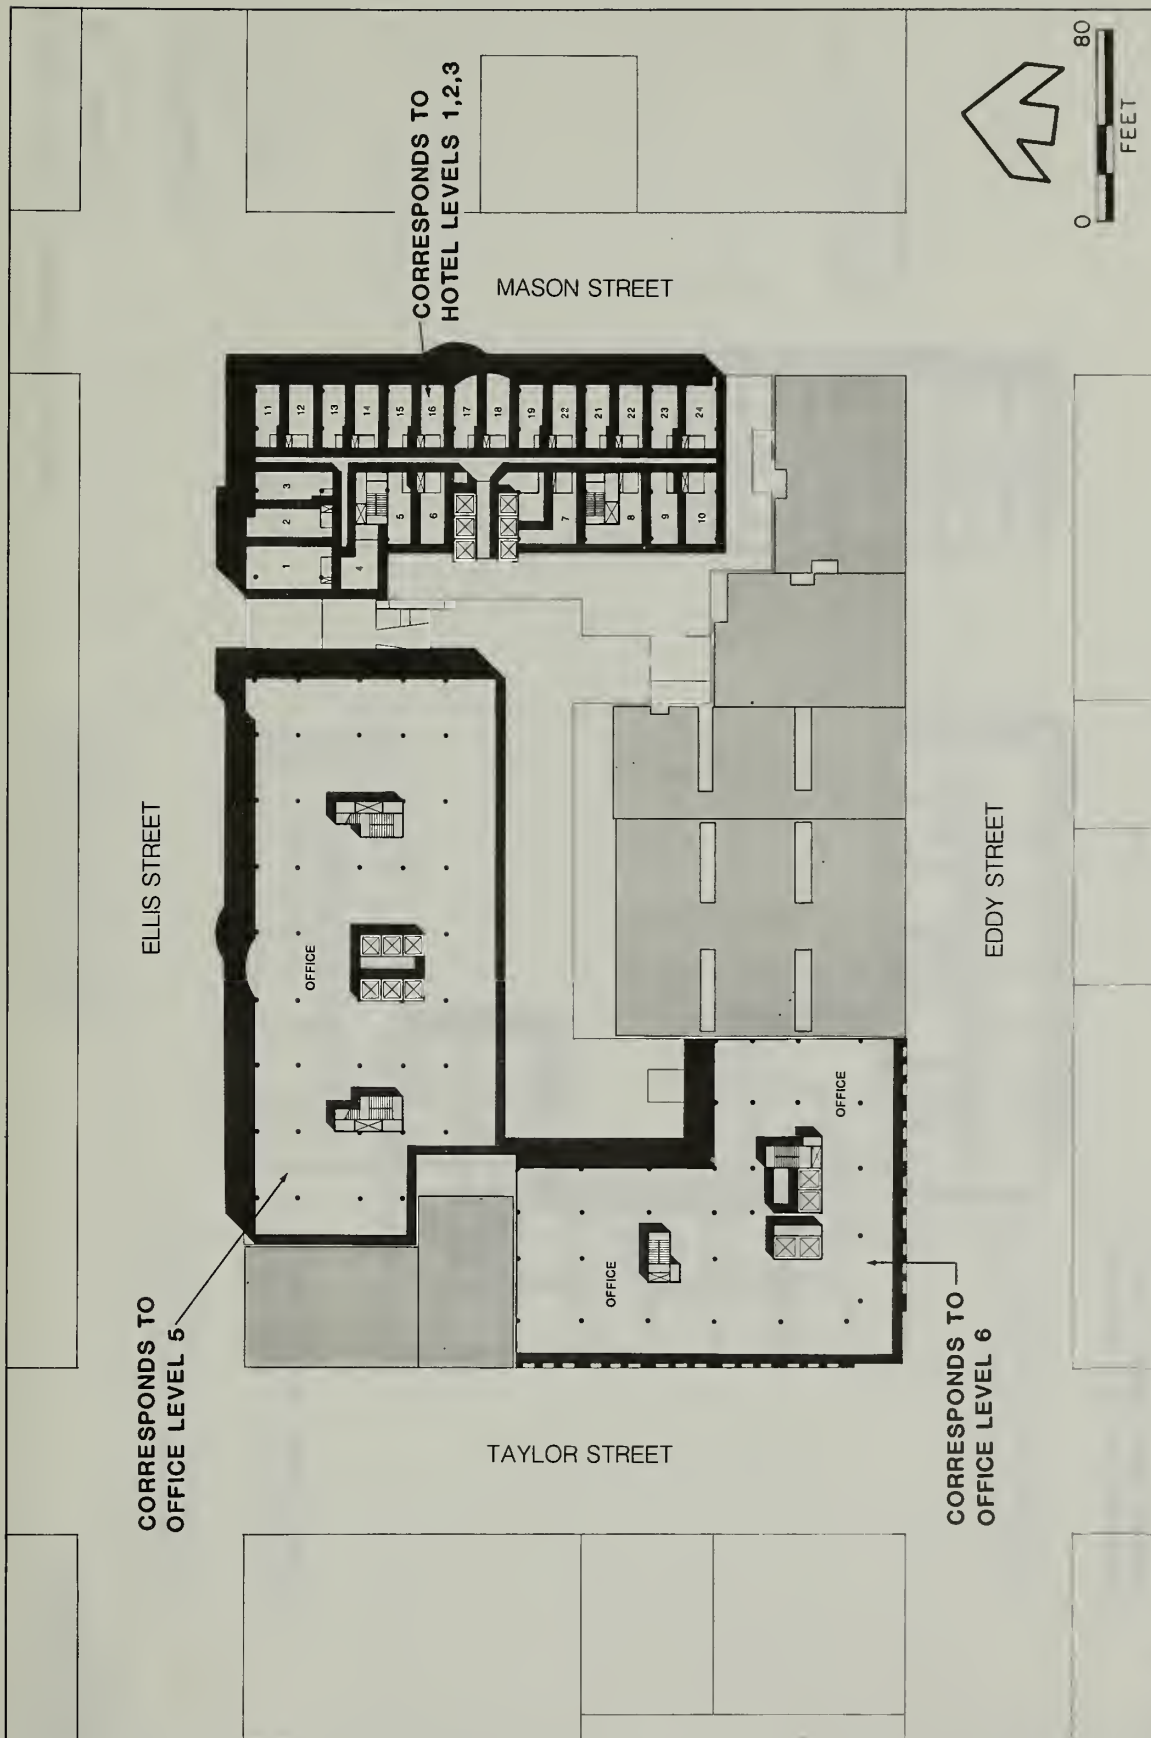 CORRESPONDS TO
OFFICE LEVEL 5
ELLIS STREET
CORRESPONDS TO
HOTEL LEVELS 1,2,3
MASON STREET
TAYLOR STREET
EDDY STREET
CORRESPONDS TO
OFFICE LEVEL 6
OFFICE
OFFICE
OFFICE
1
2
3
4
5
6
7
8
9
10
11
12
13
14
15
16
17
18
19
22
21
22
23
24
0
80
FEET